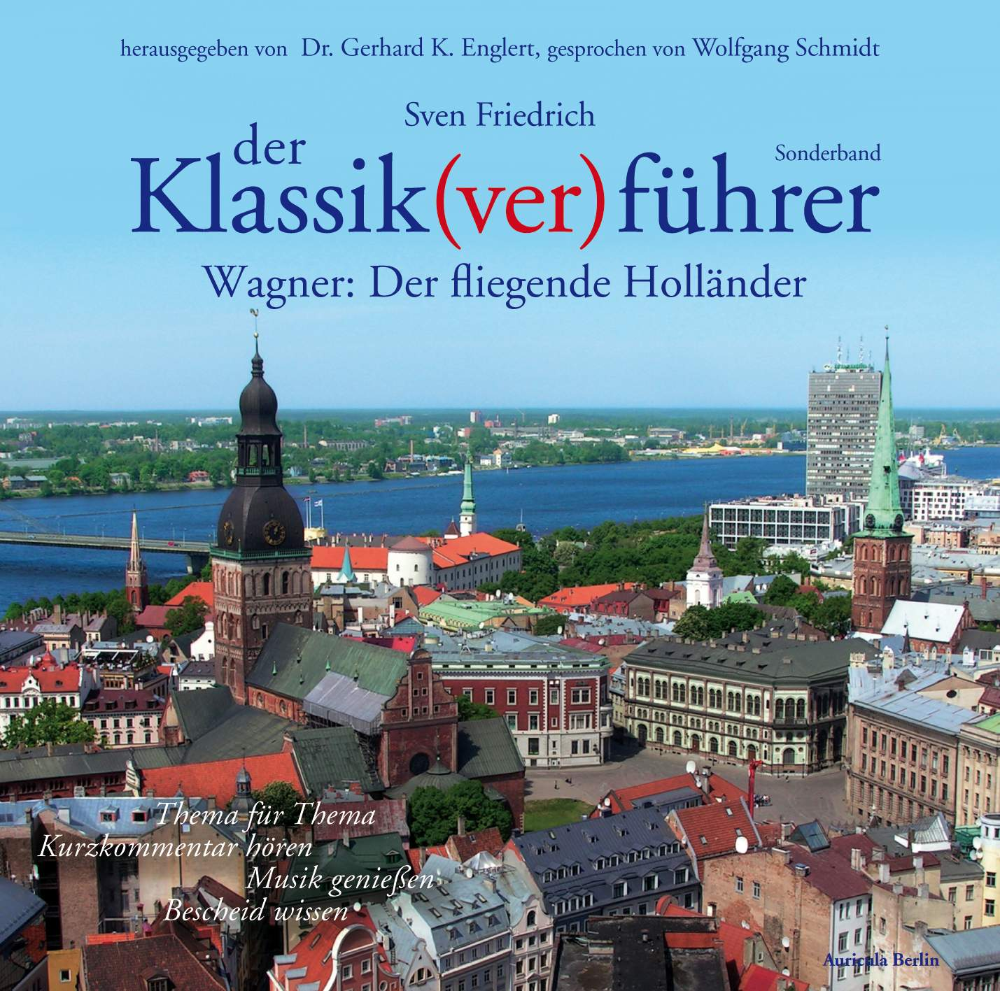 herausgegeben von Dr. Gerhard K. Englert, gesprochen von Wolfgang Schmidt
Sven Friedrich
der
Sonderband
Klassik(ver)führer
Wagner: Der fliegende Holländer
Thema für Thema
Kurzkommentar hören
Musik genießen
Bescheid wissen
Auricula Berlin